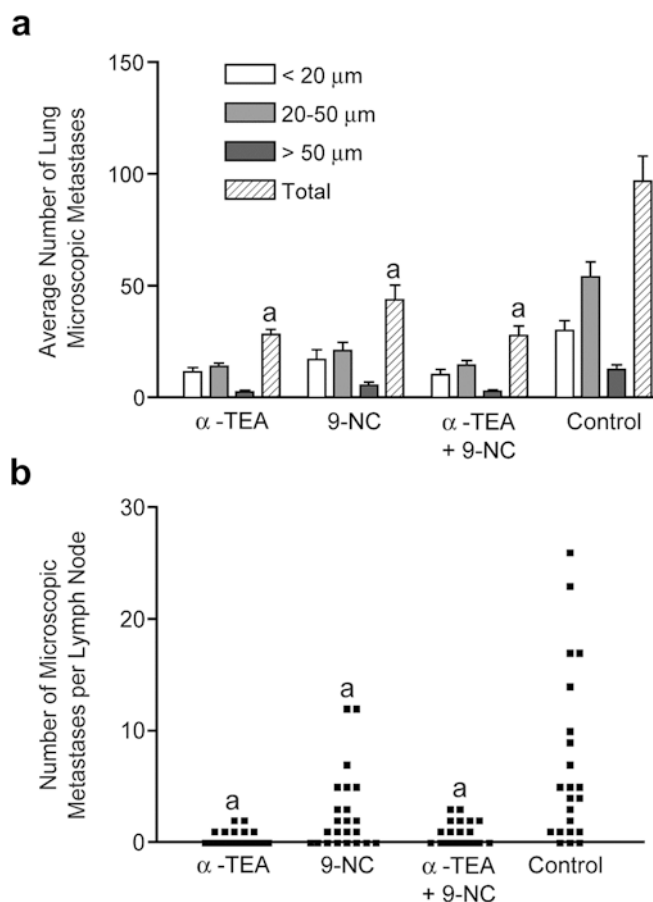 a
Average Number of Lung
Microscopic Metastases
150
100
50
0
< 20 μm
20-50 μm
> 50 μm
Total
a
a
a
α -TEA
9-NC
α -TEA
+ 9-NC
Control
b
Number of Microscopic
Metastases per Lymph Node
30
20
10
0
a
a
a
α -TEA
9-NC
α -TEA
+ 9-NC
Control